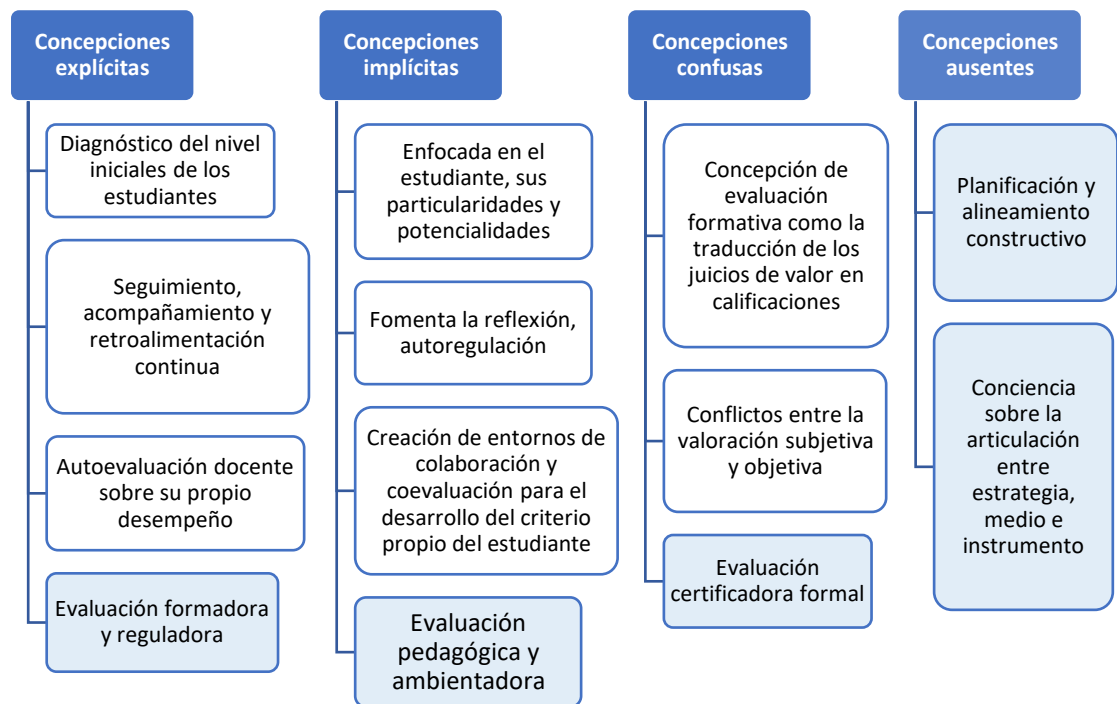 Concepciones
explícitas
Diagnóstico del nivel
iniciales de los
estudiantes
Seguimiento,
acompañamiento y
retroalimentación
continua
Autoevaluación docente
sobre su propio
desempeño
Evaluación formadora
y reguladora
Concepciones
implícitas
Enfocada en el
estudiante, sus
particularidades y
potencialidades
Fomenta la reflexión,
autoregulación
Creación de entornos de
colaboración y
coevaluación para el
desarrollo del criterio
propio del estudiante
Evaluación
pedagógica y
ambientadora
Concepciones
confusas
Concepción de
evaluación
formativa como la
traducción de los
juicios de valor en
calificaciones
Conflictos entre la
valoración subjetiva
y objetiva
Evaluación
certificadora formal
Concepciones
ausentes
Planificación y
alineamiento
constructivo
Conciencia
sobre la
articulación
entre
estrategia,
medio e
instrumento